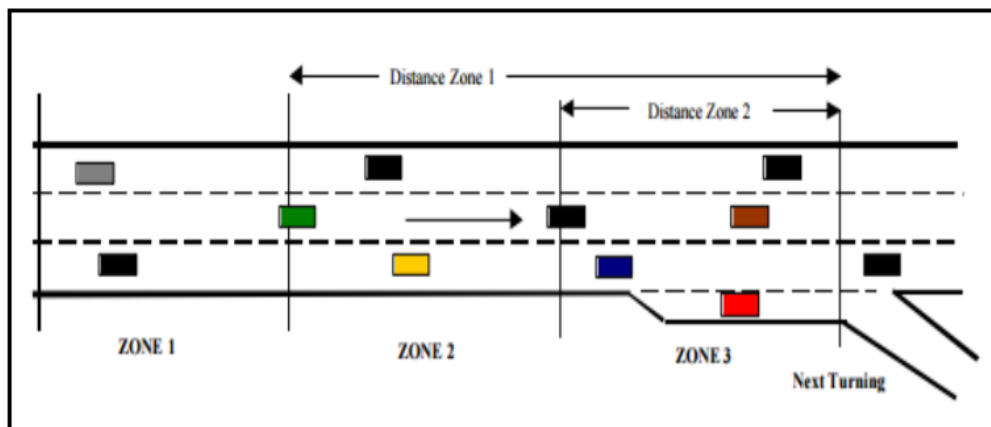 Distance Zone 1
Distance Zone 2
ZONE 1
ZONE 2
ZONE 3
Next Turning